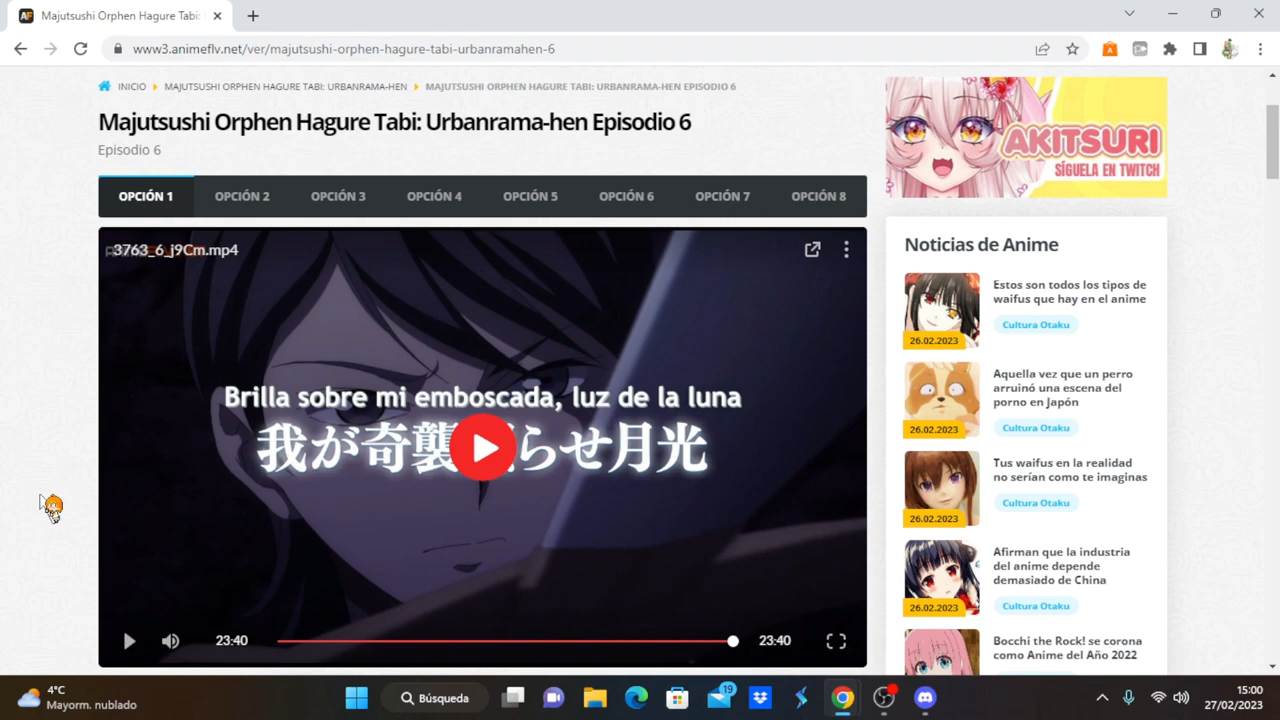 Majutsushi Orphen Hagure Tabi:
www3.animeflv.net/ver/majutsushi-orphen-hagure-tabi-urbanramahen-6
INICIO MAJUTSUSHI ORPHEN HAGURE TABI: URBANRAMA-HEN MAJUTSUSHI ORPHEN HAGURE TABI: URBANRAMA-HEN EPISODIO 6
Majutsushi Orphen Hagure Tabi: Urbanrama-hen Episodio 6
Episodio 6
OPCIÓN 1 OPCIÓN 2 OPCIÓN 3 OPCIÓN 4 OPCIÓN 5 OPCIÓN 6 OPCIÓN 7 OPCIÓN 8
3763_6_j9Cm.mp4
Brilla sobre mi emboscada, luz de la luna
我が奇襲 らせ月光
23:40 23:40
AKITSURI
SÍGUELA EN TWITCH
Noticias de Anime
Estos son todos los tipos de
waifus que hay en el anime
Cultura Otaku
26.02.2023
Aquella vez que un perro
arruinó una escena del
porno en Japón
Cultura Otaku
26.02.2023
Tus waifus en la realidad
no serían como te imaginas
Cultura Otaku
26.02.2023
Afirman que la industria
del anime depende
demasiado de China
Cultura Otaku
26.02.2023
Bocchi the Rock! se corona
como Anime del Año 2022
4°C
Mayorm. nublado
Búsqueda
19
15:00
27/02/2023